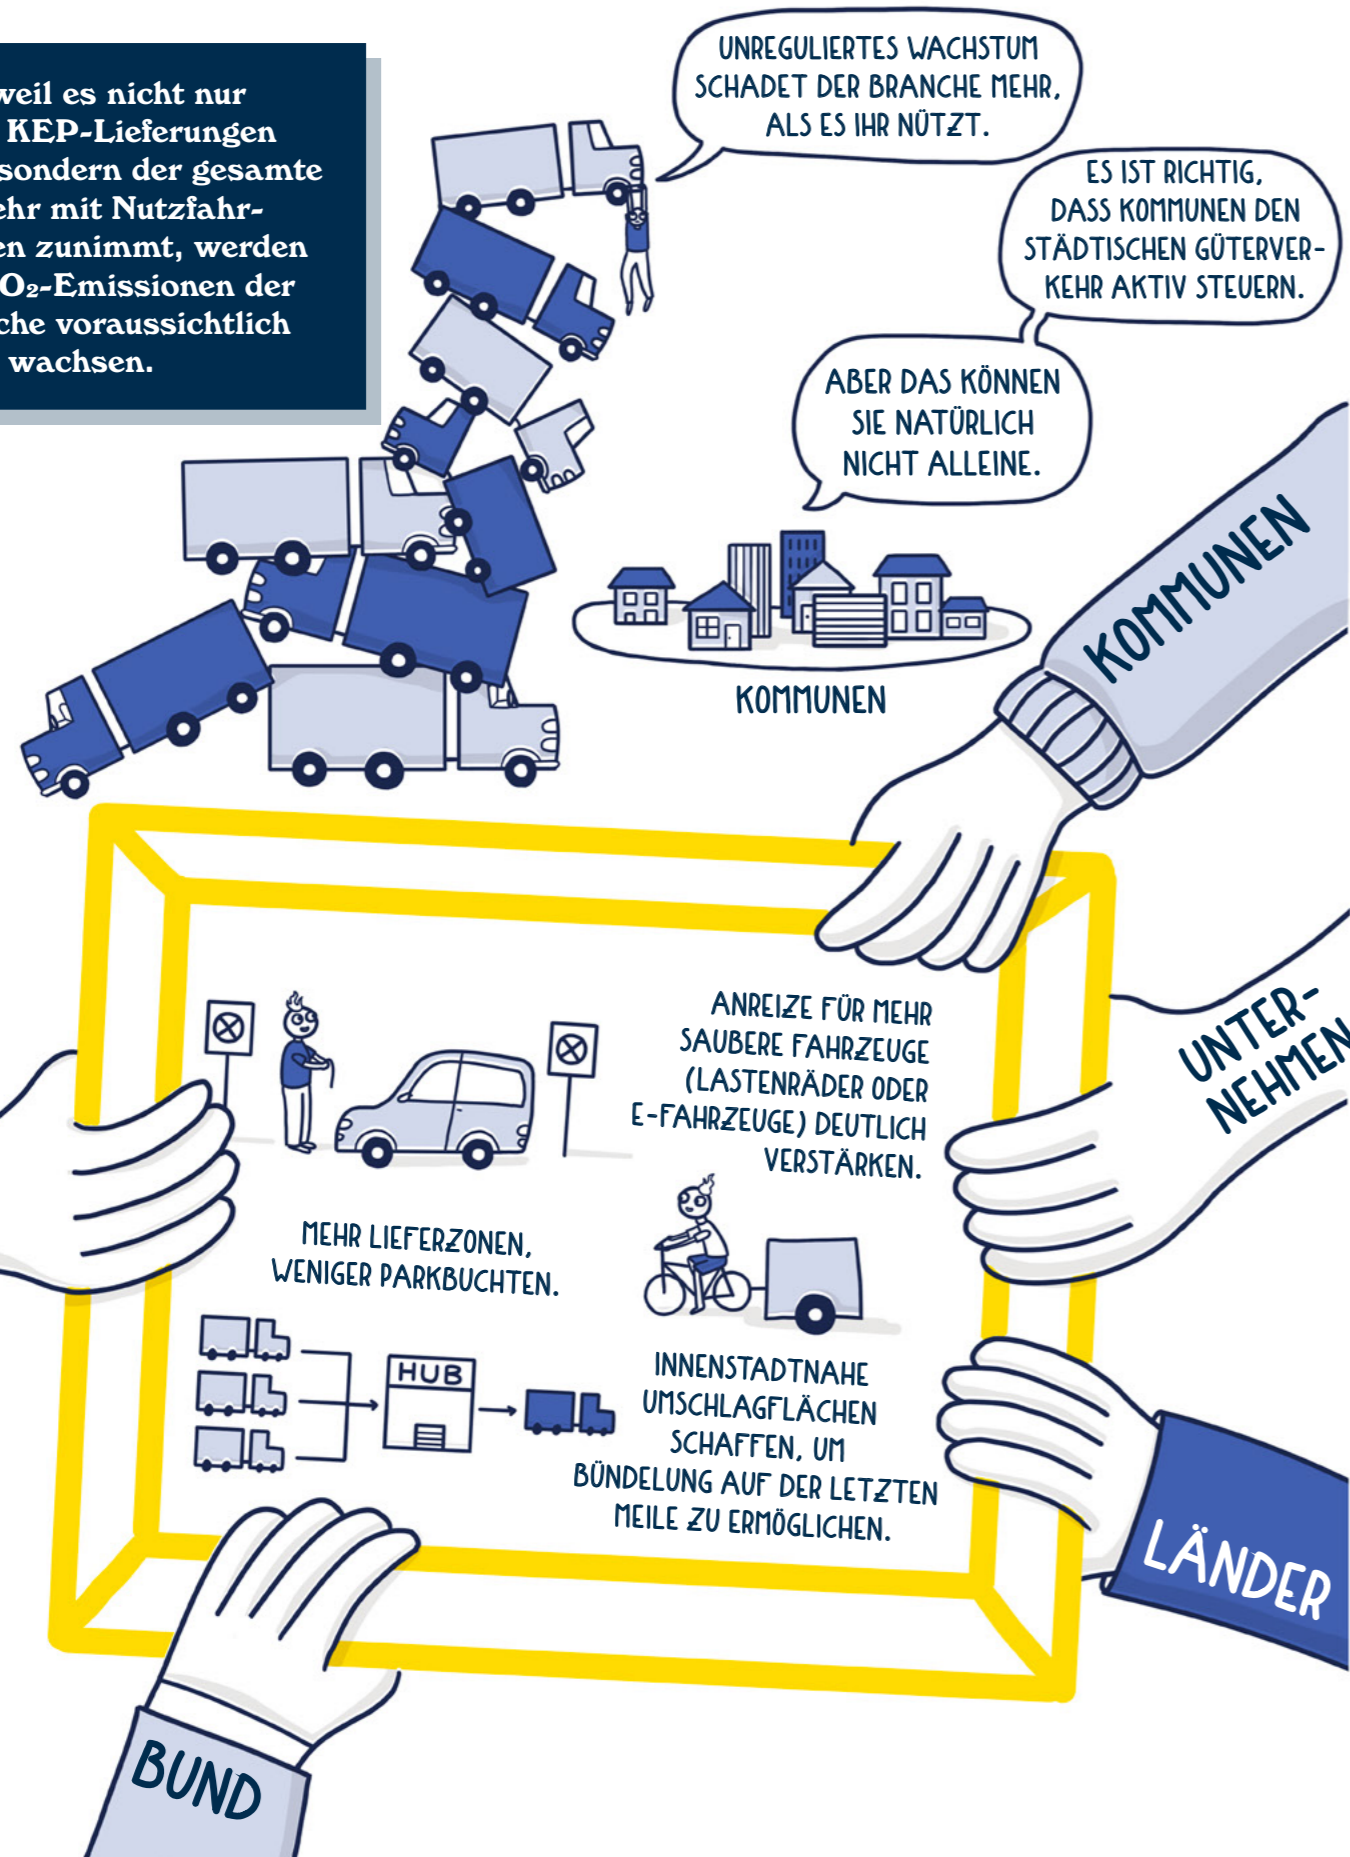 weil es nicht nur
KEP-Lieferungen
sondern der gesamte
ehr mit Nutzfahr-
en zunimmt, werden
O₂-Emissionen der
che voraussichtlich
wachsen.
UNREGULIERTES WACHSTUM
SCHADET DER BRANCHE MEHR,
ALS ES IHR NÜTZT.
ES IST RICHTIG,
DASS KOMMUNEN DEN
STÄDTISCHEN GÜTERVER-
KEHR AKTIV STEUERN.
ABER DAS KÖNNEN
SIE NATÜRLICH
NICHT ALLEINE.
KOMMUNEN
KOMMUNEN
ANREIZE FÜR MEHR
SAUBERE FAHRZEUGE
(LASTENRÄDER ODER
E-FAHRZEUGE) DEUTLICH
VERSTÄRKEN.
UNTER-
NEHMEN
MEHR LIEFERZONEN,
WENIGER PARKBUCHTEN.
HUB
INNENSTADTNAHE
UMSCHLAGFLÄCHEN
SCHAFFEN, UM
BÜNDELUNG AUF DER LETZTEN
MEILE ZU ERMÖGLICHEN.
LÄNDER
BUND